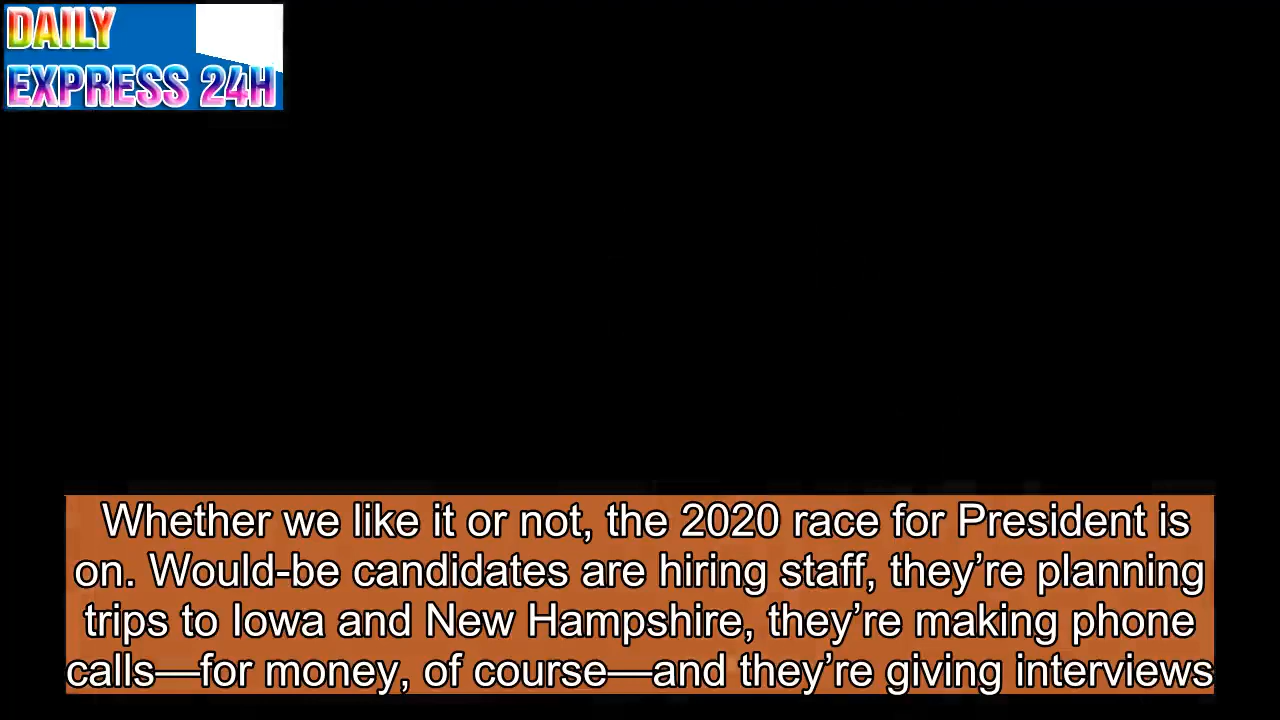 DAILY
EXPRESS 24H
Whether we like it or not, the 2020 race for President is
on. Would-be candidates are hiring staff, they’re planning
trips to Iowa and New Hampshire, they’re making phone
calls—for money, of course—and they’re giving interviews